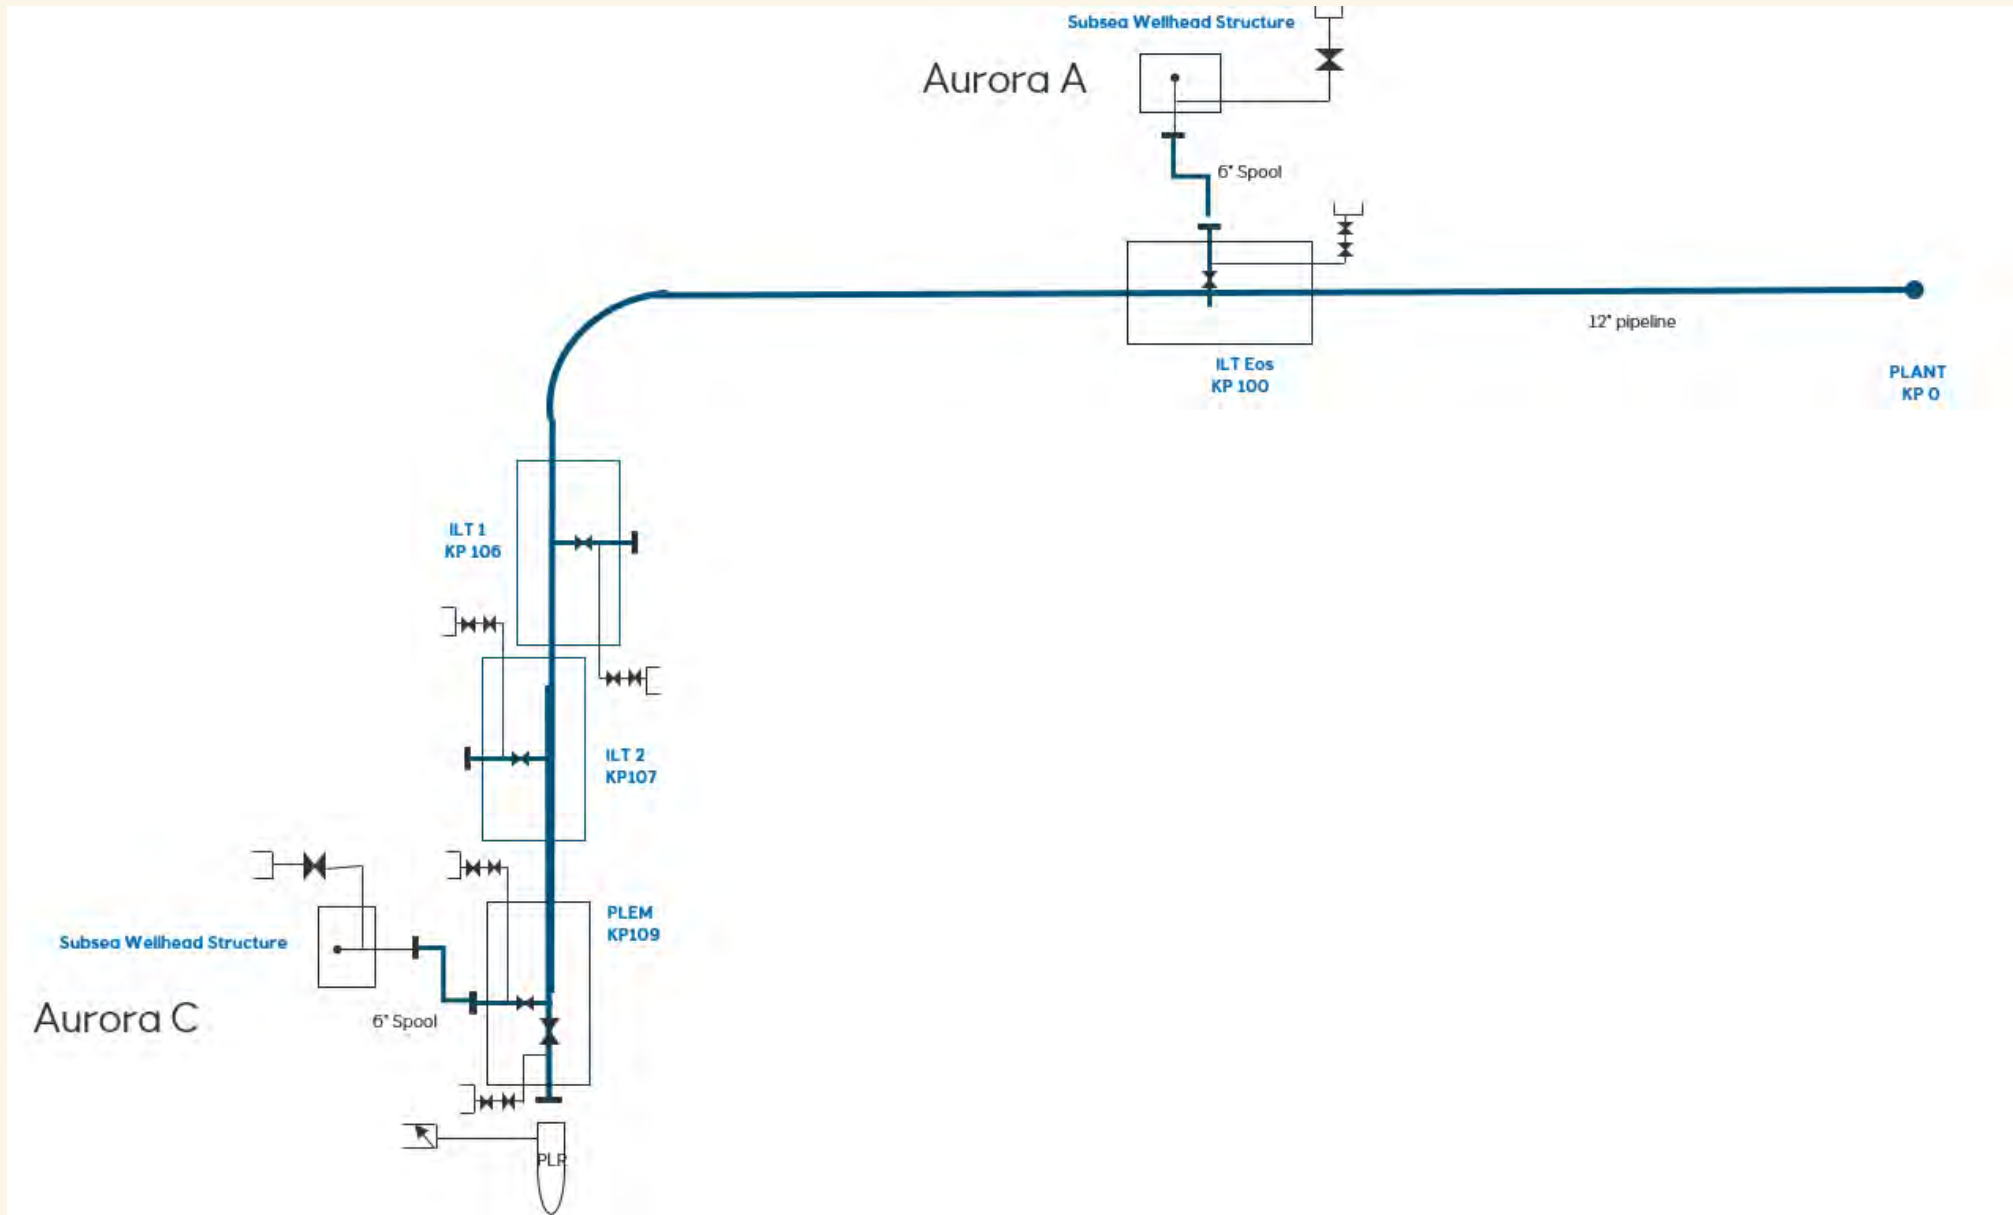 Subsea Wellhead Structure
Aurora A
6" Spool
12" pipeline
ILT Eos
KP 100
PLANT
KP 0
ILT 1
KP 106
ILT 2
KP107
PLEM
KP109
Subsea Wellhead Structure
Aurora C
6" Spool
PLR